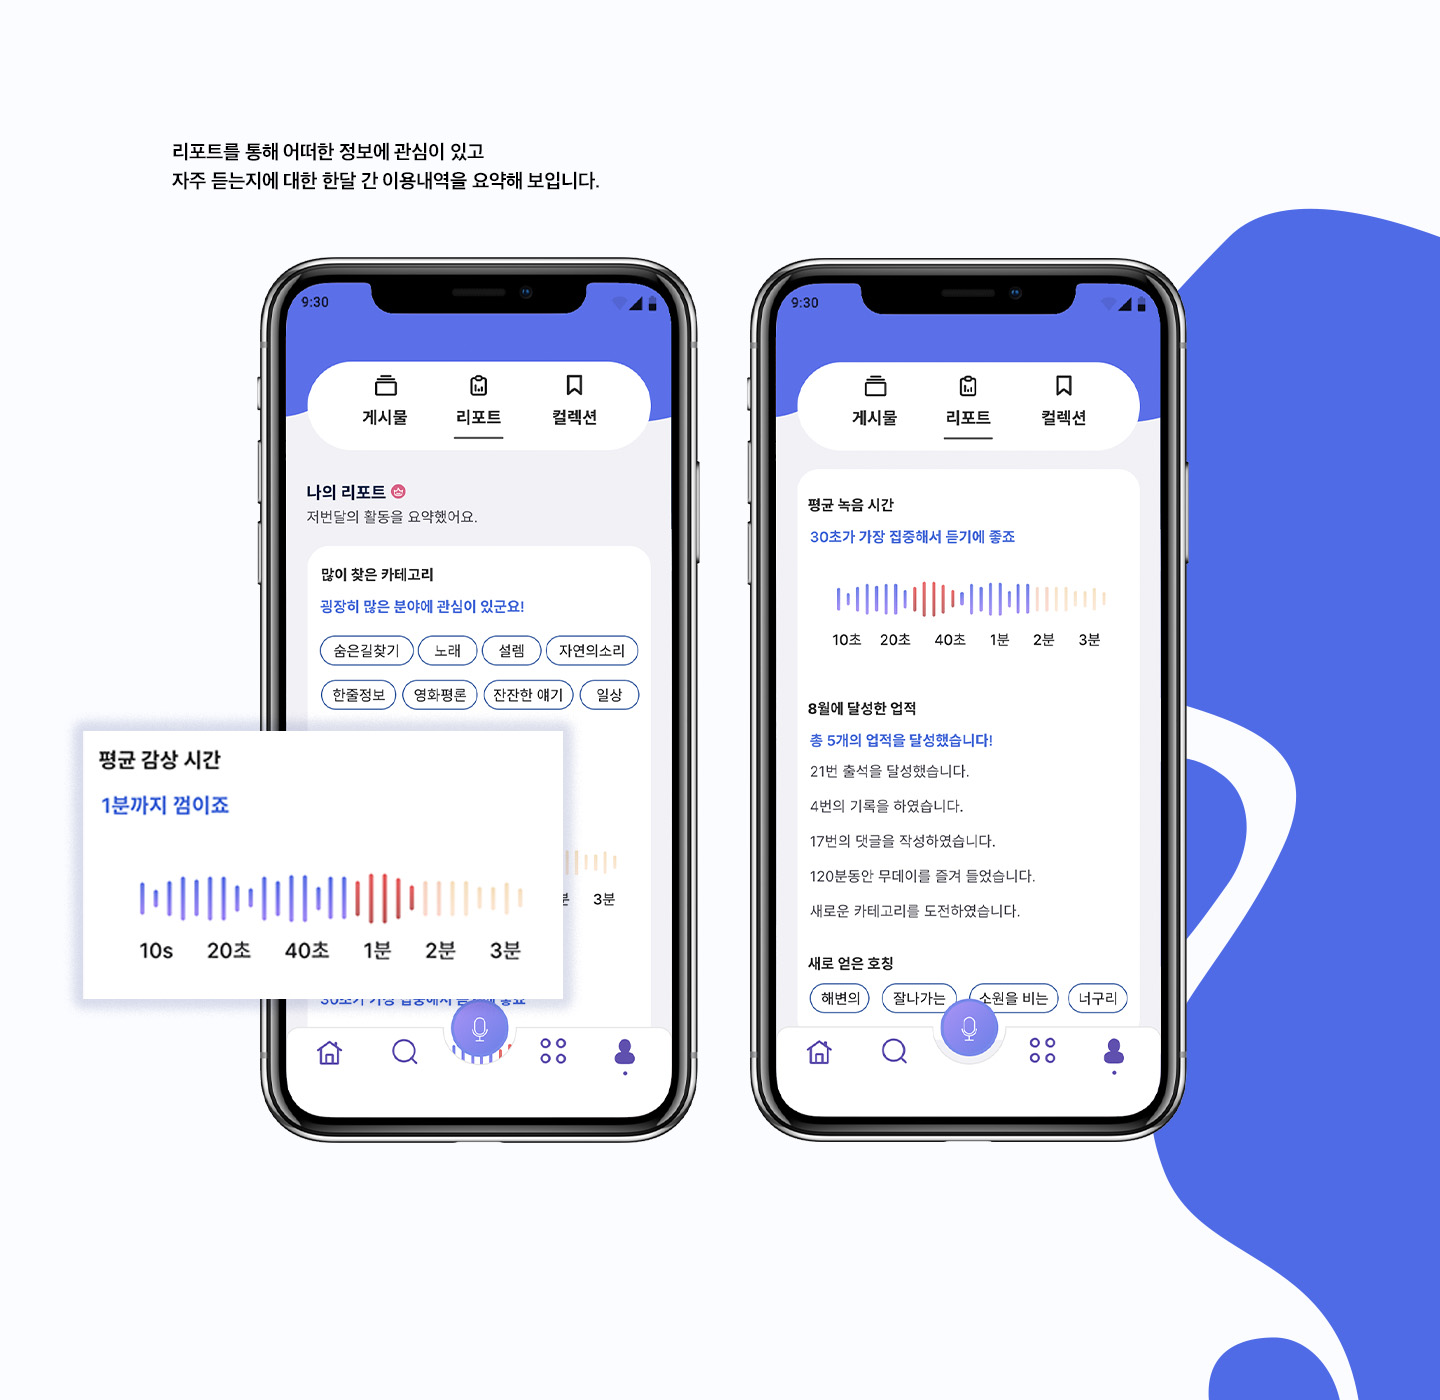 리포트를 통해 어떠한 정보에 관심이 있고
자주 듣는지에 대한 한달 간 이용내역을 요약해 보입니다.
9:30
게시물 리포트 컬렉션
나의 리포트
저번달의 활동을 요약했어요.
많이 찾은 카테고리
굉장히 많은 분야에 관심이 있군요!
숨은길찾기 노래 설렘 자연의소리
한줄정보 영화평론 잔잔한 얘기 일상
평균 감상 시간
1분까지 껌이죠
10s 20초 40초 1분 2분 3분
분 3분
30초가 가장 집중해서 듣기에 좋죠
9:30
게시물 리포트 컬렉션
평균 녹음 시간
30초가 가장 집중해서 듣기에 좋죠
10초 20초 40초 1분 2분 3분
8월에 달성한 업적
총 5개의 업적을 달성했습니다!
21번 출석을 달성했습니다.
4번의 기록을 하였습니다.
17번의 댓글을 작성하였습니다.
120분동안 무데이를 즐겨 들었습니다.
새로운 카테고리를 도전하였습니다.
새로 얻은 호칭
해변의 잘나가는 소원을 비는 너구리